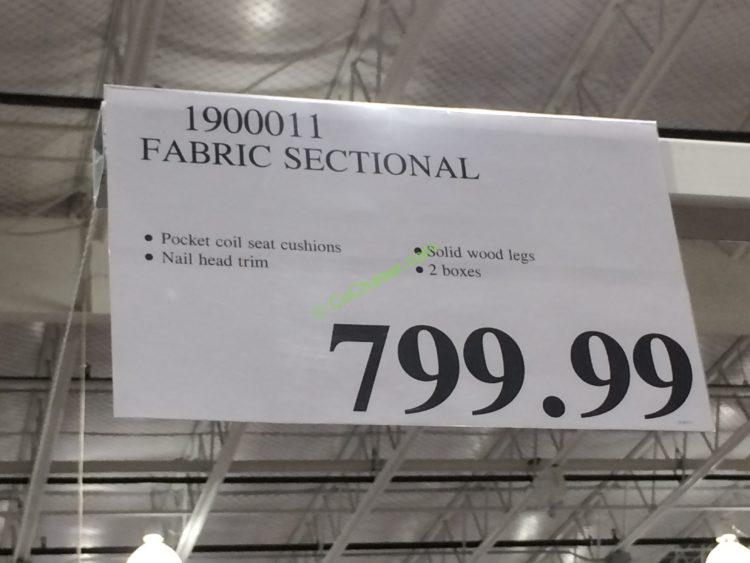 1900011
FABRIC SECTIONAL
• Pocket coil seat cushions
• Nail head trim
• Solid wood legs
• 2 boxes
799.99